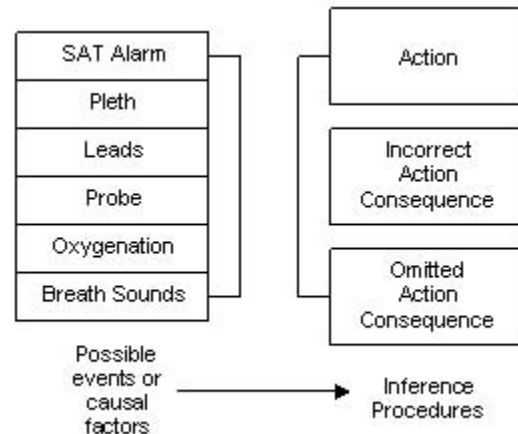 SAT Alarm
Pleth
Leads
Probe
Oxygenation
Breath Sounds
Possible
events or
causal
factors
Action
Incorrect
Action
Consequence
Omitted
Action
Consequence
Inference
Procedures